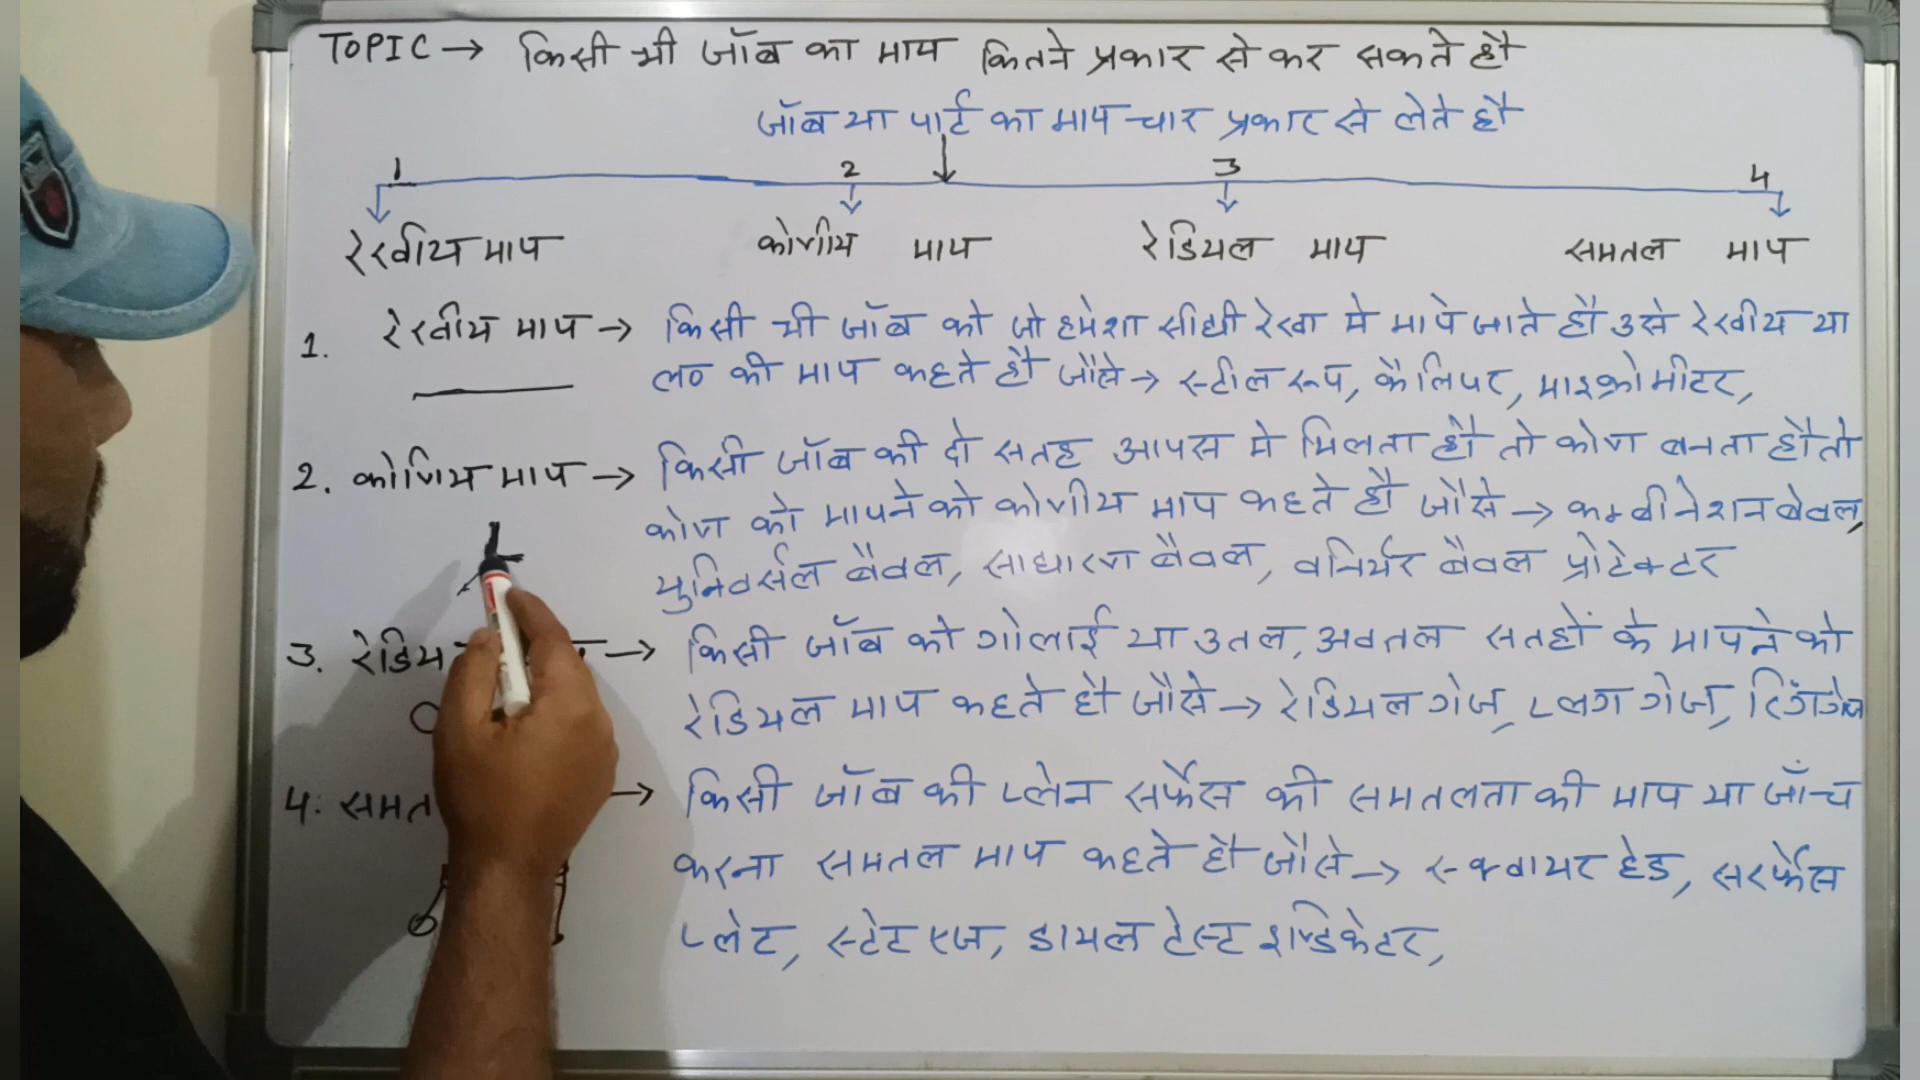 TOPIC → किसी भी जॉब का माप कितने प्रकार से कर सकते है
जॉब या पार्ट का माप चार प्रकार से लेते है
1 2 3 4
रेखीय माप कोणीय माप रेडियल माप समतल माप
1. रेखीय माप → किसी भी जॉब को जो हमेशा सीधी रेखा मे मापे जाते है उसे रेखीय या
ल० की माप कहते है जैसे → स्टील रूप, कैलिपर, माइक्रोमीटर,
2. कोणिय माप → किसी जॉब की दो सतह आपस मे मिलता है तो कोण बनता है तो
कोण को मापने को कोणीय माप कहते है जैसे → कम्बीनेशन बेवल,
युनिवर्सल बैवल, साधारण बैवल, वर्नियर बैवल प्रोटेक्टर
3. रेडिय → किसी जॉब को गोलाई या उतल, अवतल सतहों के मापने को
रेडियल माप कहते है जैसे → रेडियल गेज, प्लग गेज, रिंग गेज
4. समत → किसी जॉब की प्लेन सर्फेस की समतलता की माप या जाँच
करना समतल माप कहते है जैसे → स्क्वायर हेड, सरफेस
प्लेट, स्टेट एज, डायल टेस्ट इण्डिकेटर,